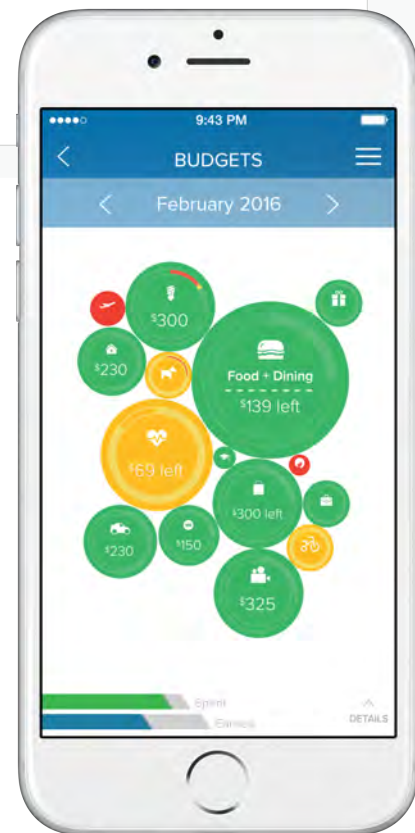 9:43 PM
BUDGETS
February 2016
$300
$230
Food + Dining
$139 left
$69 left
$300 left
$230
$150
$325
Spent
Earned
DETAILS